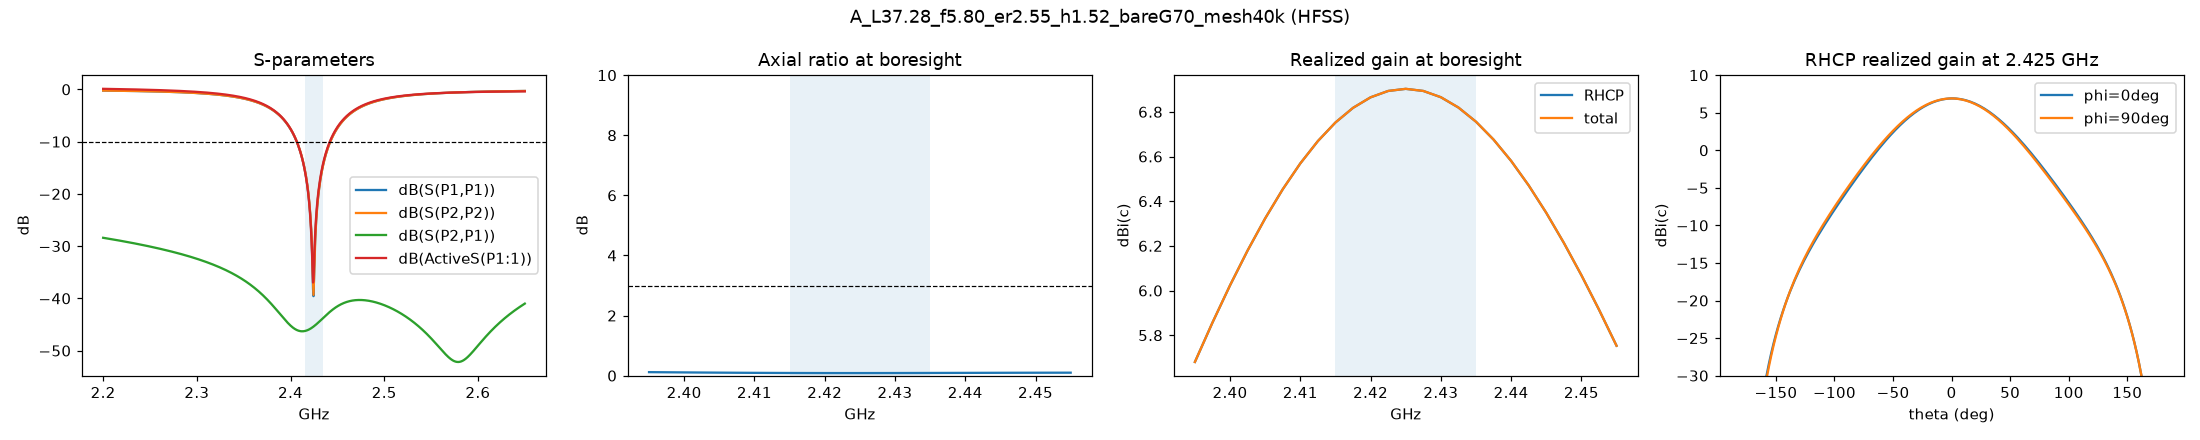 A_L37.28_f5.80_er2.55_h1.52_bareG70_mesh40k (HFSS)
S-parameters
0
−10
−20
−30
−40
−50
dB
2.2
2.3
2.4
2.5
2.6
GHz
dB(S(P1,P1))
dB(S(P2,P2))
dB(S(P2,P1))
dB(ActiveS(P1:1))
Axial ratio at boresight
10
8
6
4
2
0
dB
2.40
2.41
2.42
2.43
2.44
2.45
GHz
Realized gain at boresight
6.8
6.6
6.4
6.2
6.0
5.8
dBi(c)
2.40
2.41
2.42
2.43
2.44
2.45
GHz
RHCP
total
RHCP realized gain at 2.425 GHz
10
5
0
−5
−10
−15
−20
−25
−30
dBi(c)
−150
−100
−50
0
50
100
150
theta (deg)
phi=0deg
phi=90deg